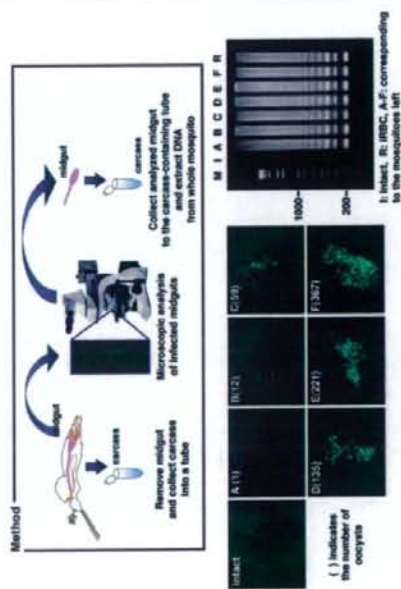 Method
midgut
carcass
Remove midgut
and collect carcass
into a tube
Microscopic analysis
of infected midguts
midgut
carcass
Collect analyzed midgut
to the carcass-containing tube
and extract DNA
from whole mosquito
intact
A (1)
B(12)
C(59)
D(135)
E(221)
F(367)
( ) indicates
the number of
oocysts
M I A B C D E F R
1000
200
I: intact, R: iRBC, A-F: corresponding
to the mosquitoes left